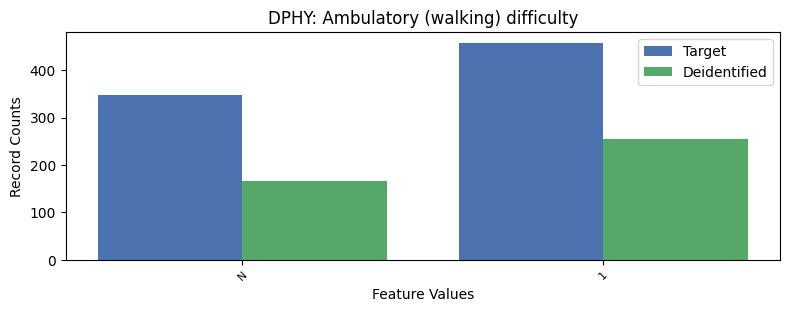 DPHY: Ambulatory (walking) difficulty
Target
Deidentified
Record Counts
400
300
200
100
0
N
1
Feature Values